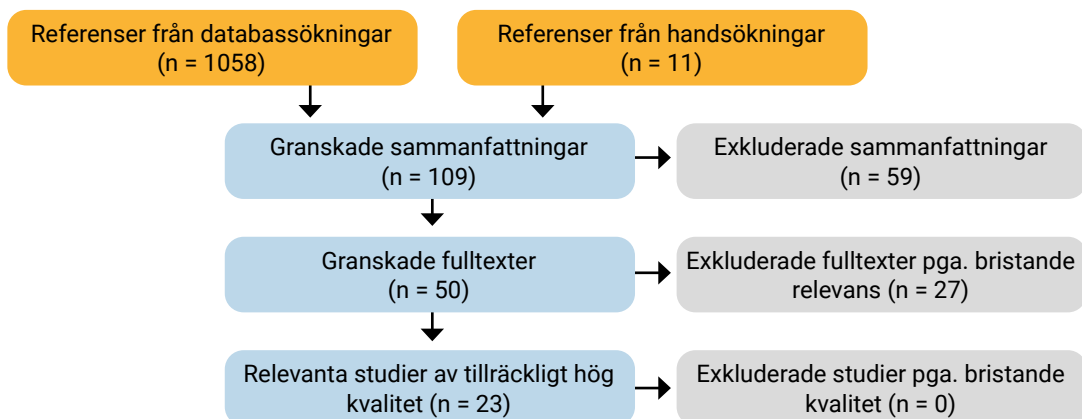 Referenser från databassökningar
(n = 1058)
Referenser från handsökningar
(n = 11)
Granskade sammanfattningar
(n = 109)
Exkluderade sammanfattningar
(n = 59)
Granskade fulltexter
(n = 50)
Exkluderade fulltexter pga. bristande
relevans (n = 27)
Relevanta studier av tillräckligt hög
kvalitet (n = 23)
Exkluderade studier pga. bristande
kvalitet (n = 0)